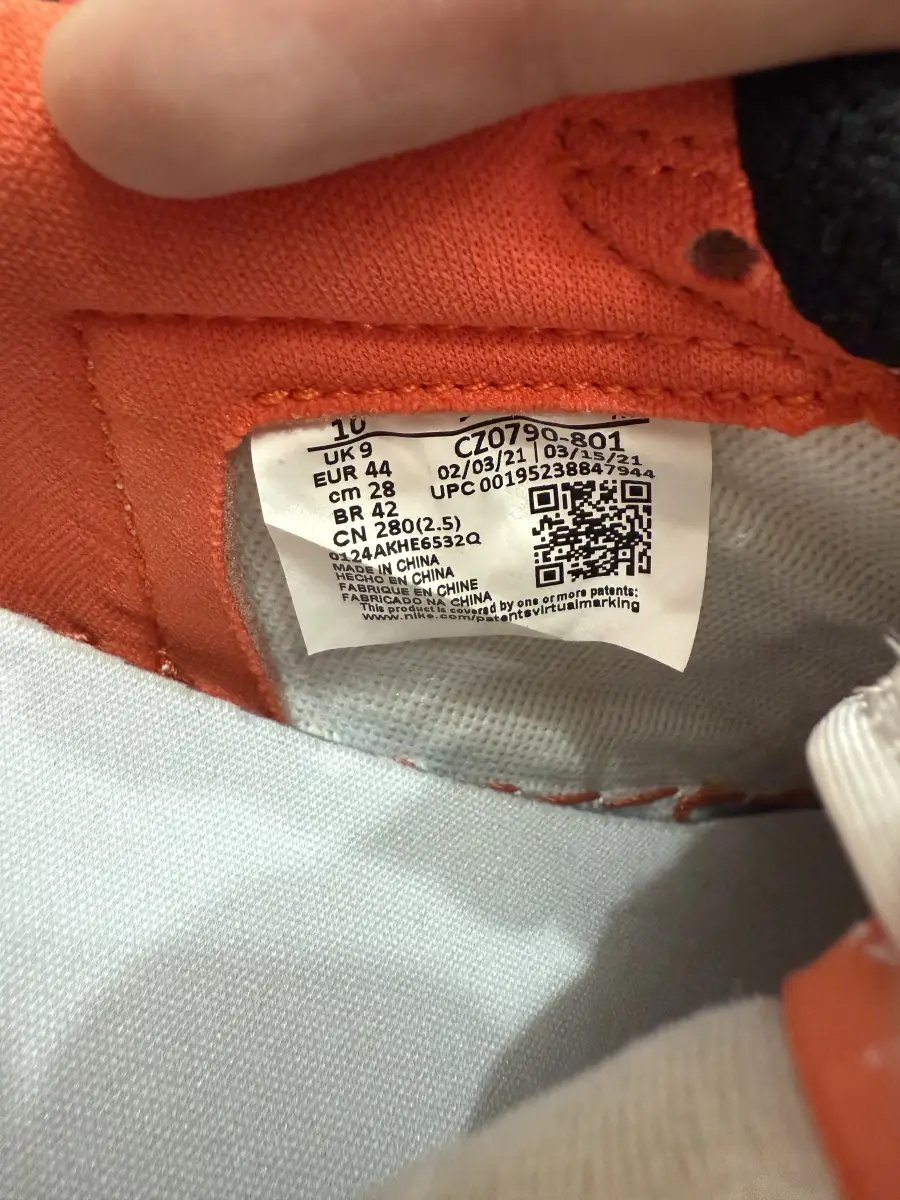 10
UK 9
EUR 44
cm 28
BR 42
CN 280(2.5)
CZ0790-801
02/03/21 | 03/15/21
UPC 00195238847944
0124AKHE6532Q
MADE IN CHINA
HECHO EN CHINA
FABRIQUE EN CHINE
FABRICADO NA CHINA
This product is covered by one or more patents:
www.nike.com/patentsvirtualmarking